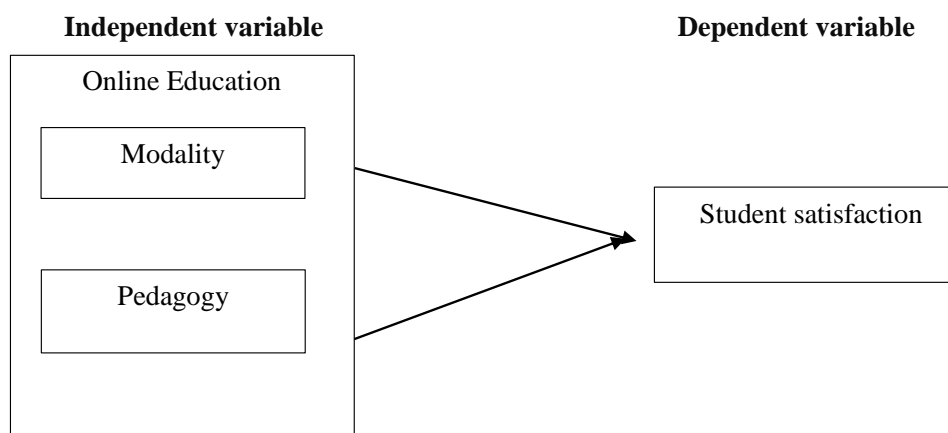 Independent variable
Dependent variable
Online Education
Modality
Student satisfaction
Pedagogy